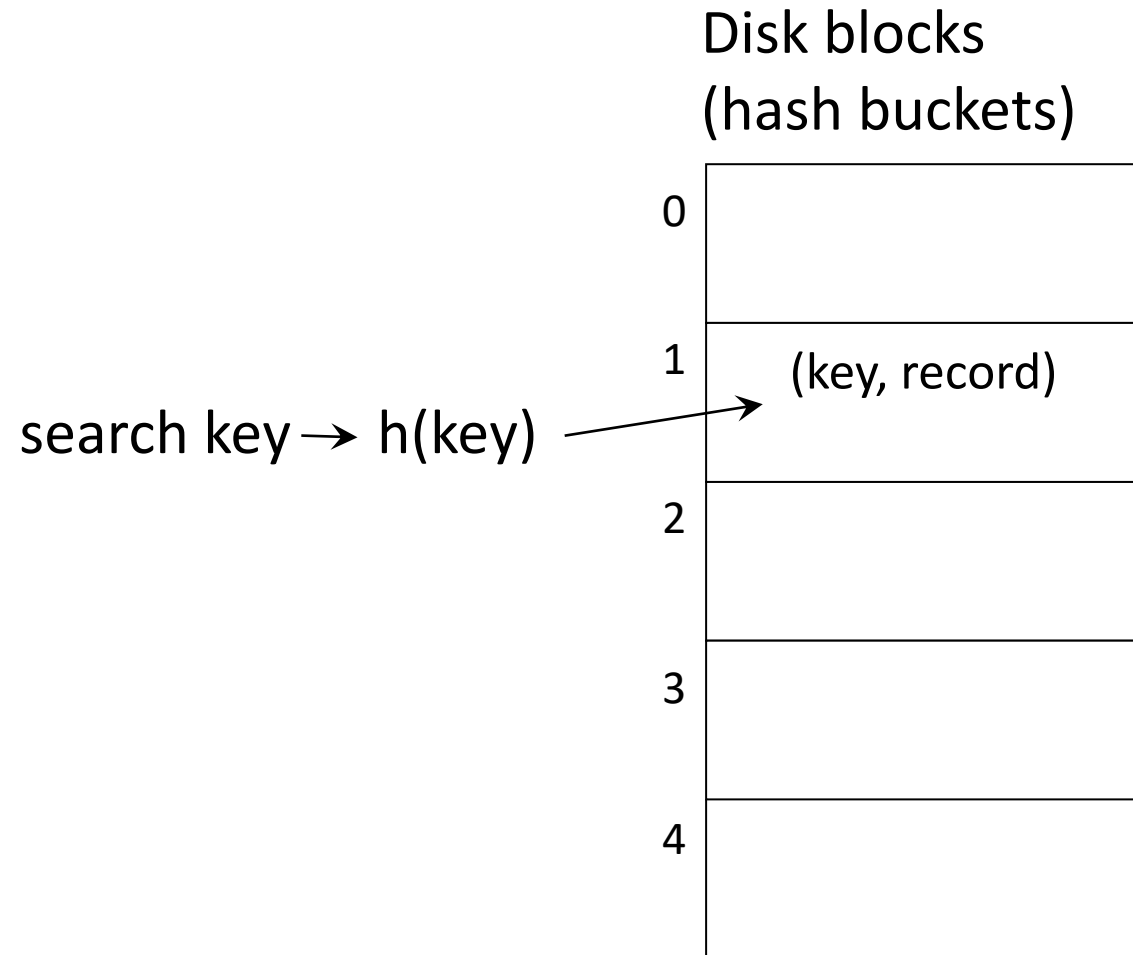 Disk blocks
(hash buckets)
0
1
(key, record)
search key
h(key)
2
3
4